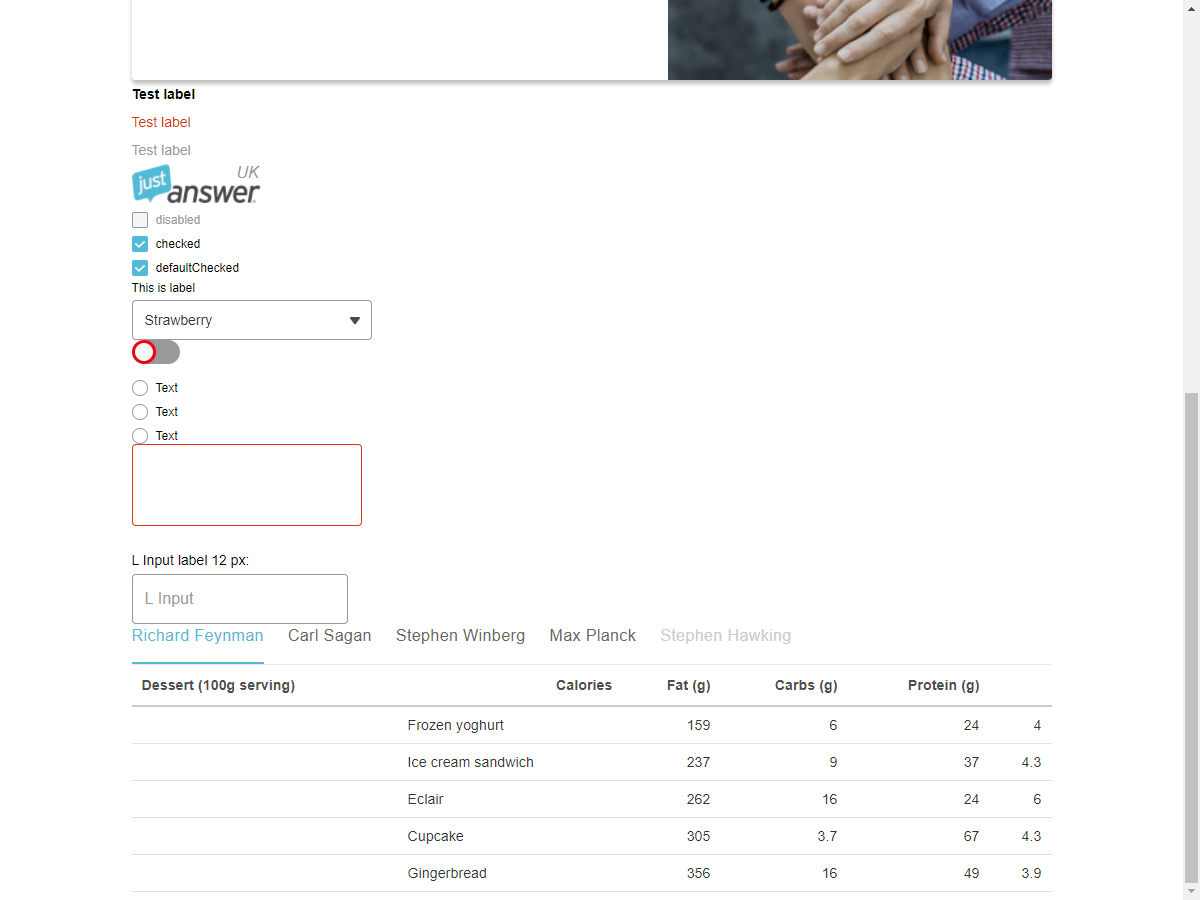 Test label
Test label
Test label
just answer UK
disabled
checked
defaultChecked
This is label
Strawberry
Text
Text
Text
L Input label 12 px:
L Input
Richard Feynman Carl Sagan Stephen Winberg Max Planck Stephen Hawking
Dessert (100g serving) Calories Fat (g) Carbs (g) Protein (g)
Frozen yoghurt 159 6 24 4
Ice cream sandwich 237 9 37 4.3
Eclair 262 16 24 6
Cupcake 305 3.7 67 4.3
Gingerbread 356 16 49 3.9